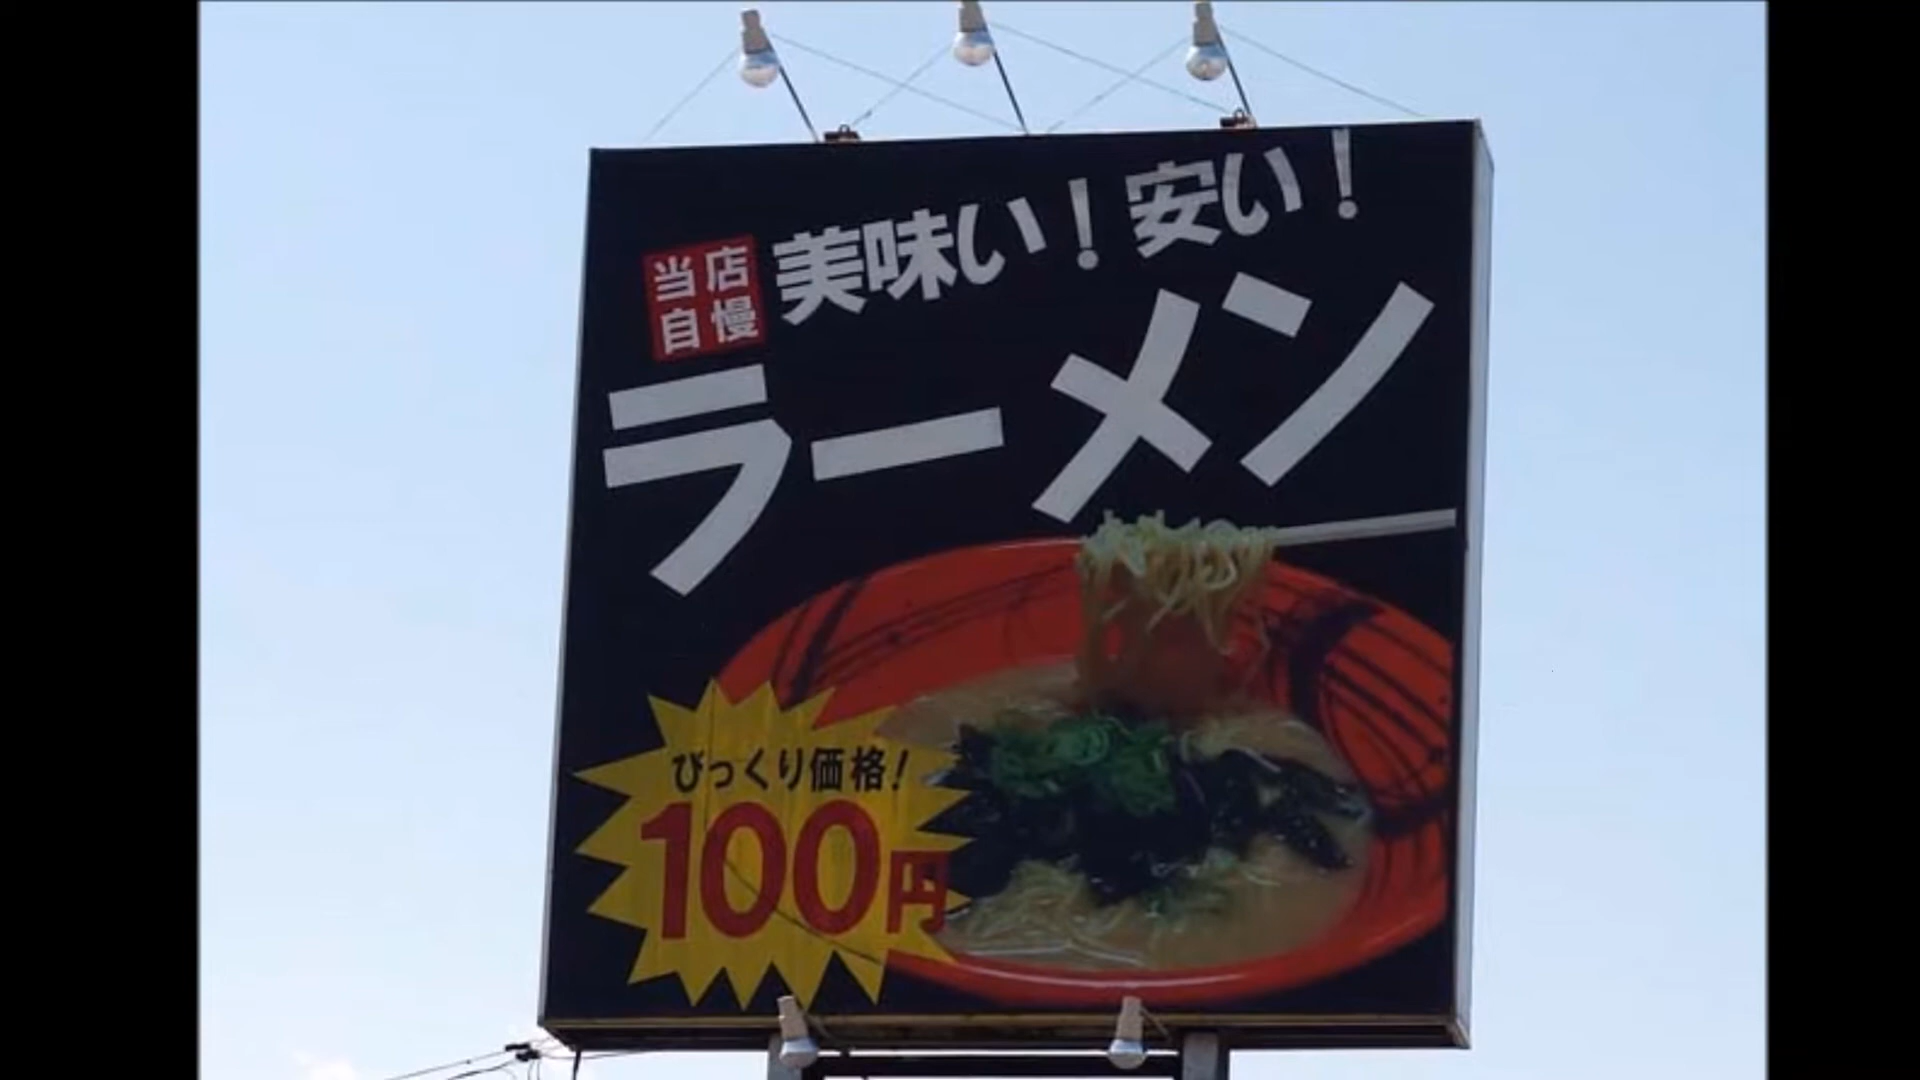 当店
自慢
美味い！安い！
ラーメン
びっくり価格！
100円